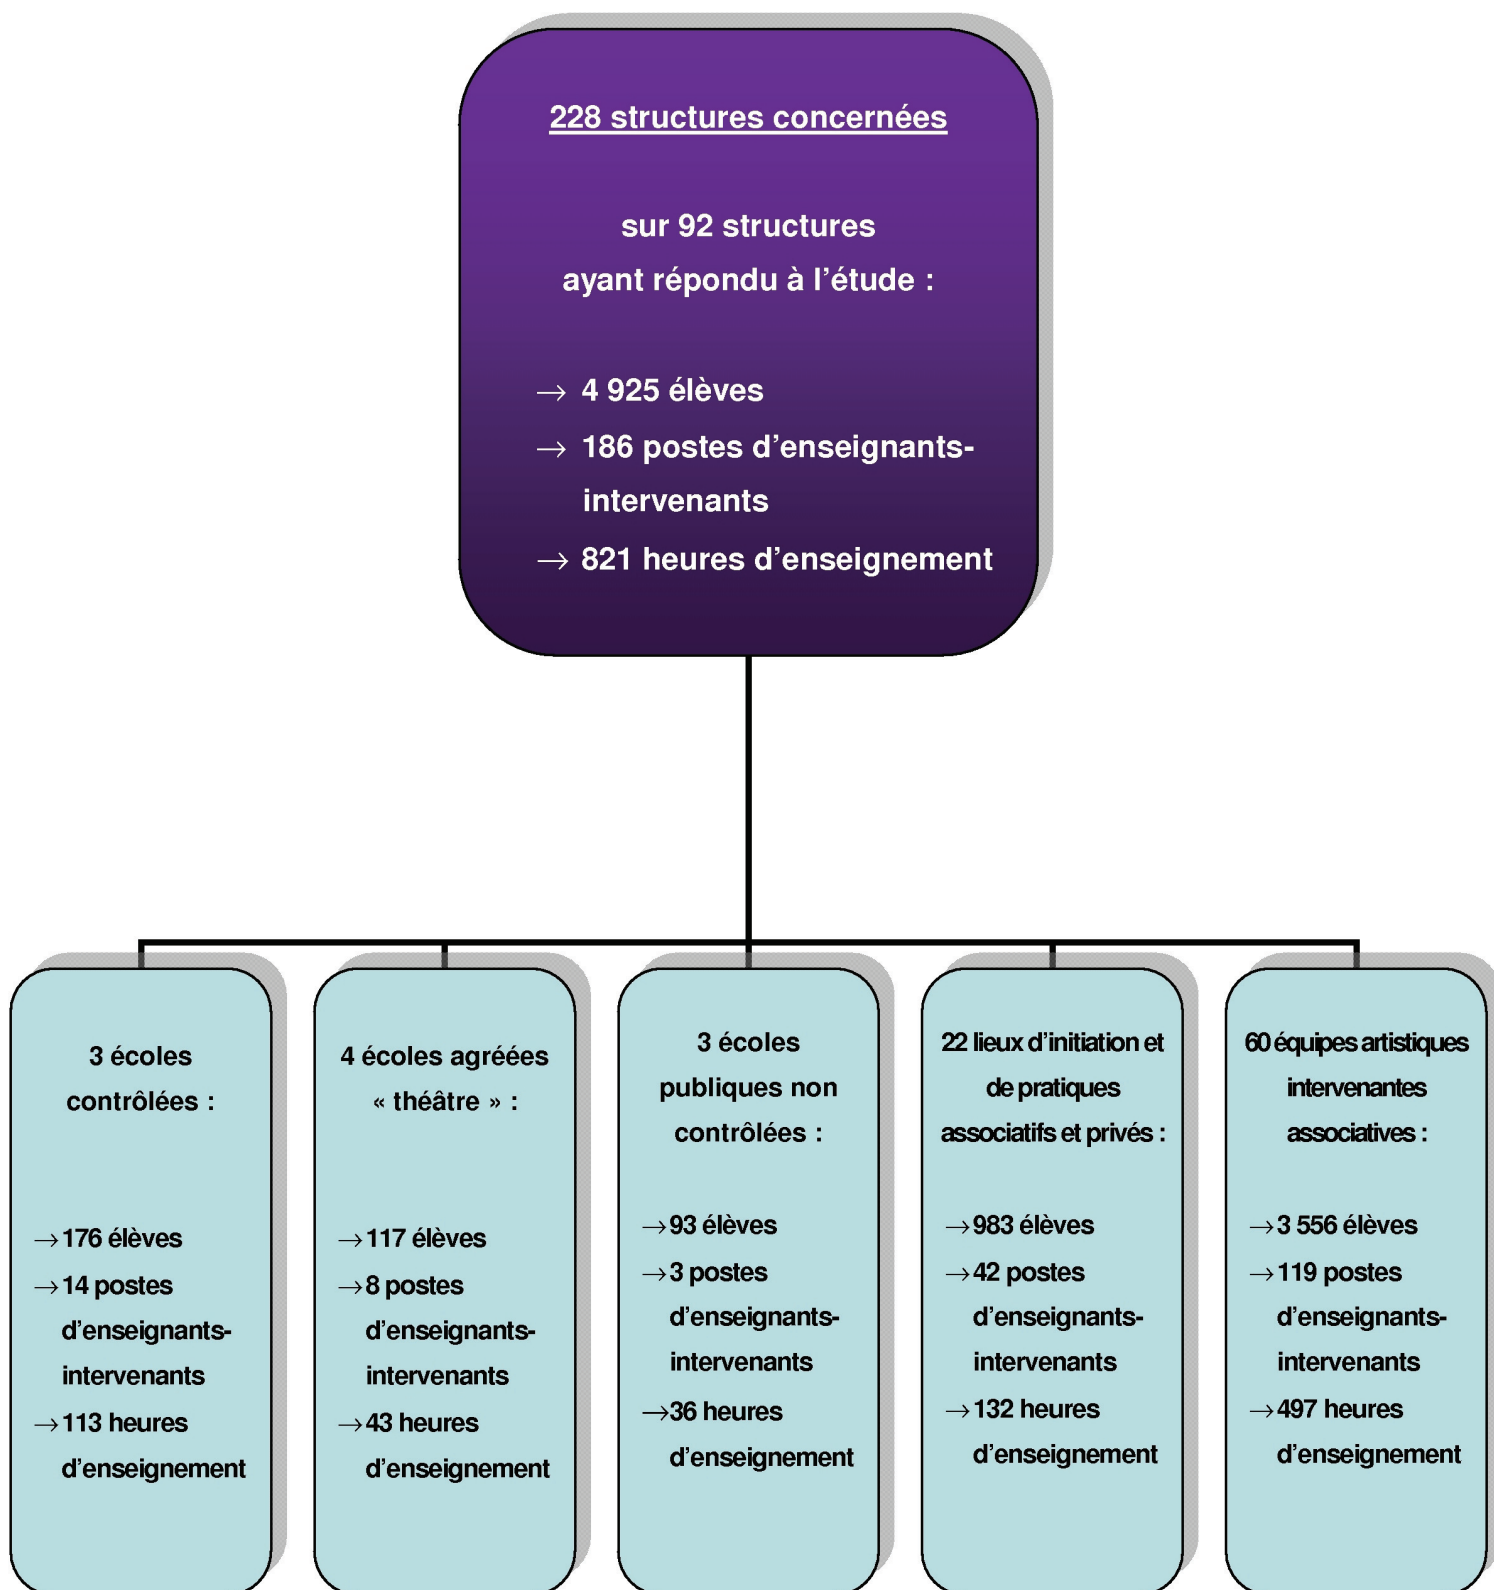 228 structures concernées
sur 92 structures
ayant répondu à l’étude :
→ 4 925 élèves
→ 186 postes d’enseignants-
intervenants
→ 821 heures d’enseignement
3 écoles
contrôlées :
→176 élèves
→14 postes
d’enseignants-
intervenants
→113 heures
d’enseignement
4 écoles agréées
« théâtre » :
→117 élèves
→8 postes
d’enseignants-
intervenants
→43 heures
d’enseignement
3 écoles
publiques non
contrôlées :
→93 élèves
→3 postes
d’enseignants-
intervenants
→36 heures
d’enseignement
22 lieux d’initiation et
de pratiques
associatifs et privés :
→983 élèves
→42 postes
d’enseignants-
intervenants
→132 heures
d’enseignement
60 équipes artistiques
intervenantes
associatives :
→3 556 élèves
→119 postes
d’enseignants-
intervenants
→497 heures
d’enseignement